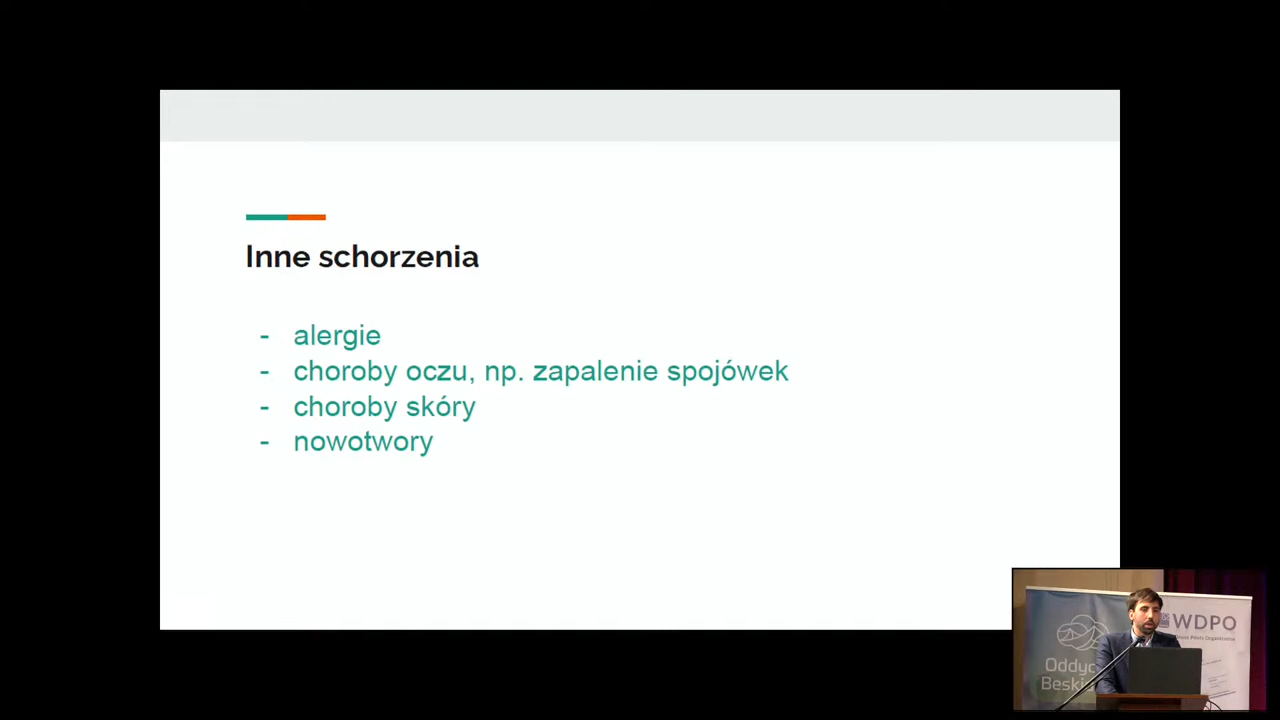 Inne schorzenia
- alergie
- choroby oczu, np. zapalenie spojówek
- choroby skóry
- nowotwory
WDPO